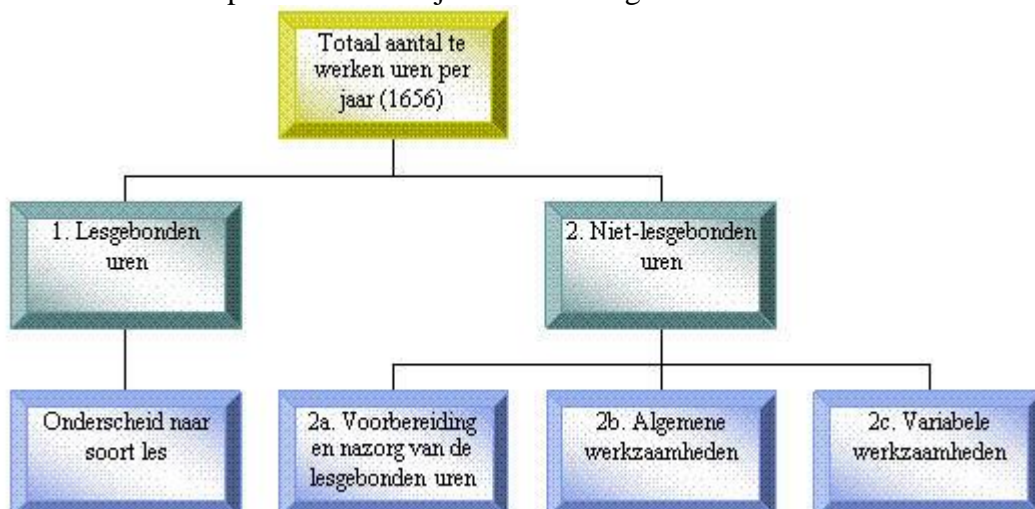 Totaal aantal te
werken uren per
jaar (1656)
1. Lesgebonden
uren
2. Niet-lesgebonden
uren
Onderscheid naar
soort les
2a. Voorbereiding
en nazorg van de
lesgebonden uren
2b. Algemene
werkzaamheden
2c. Variabele
werkzaamheden